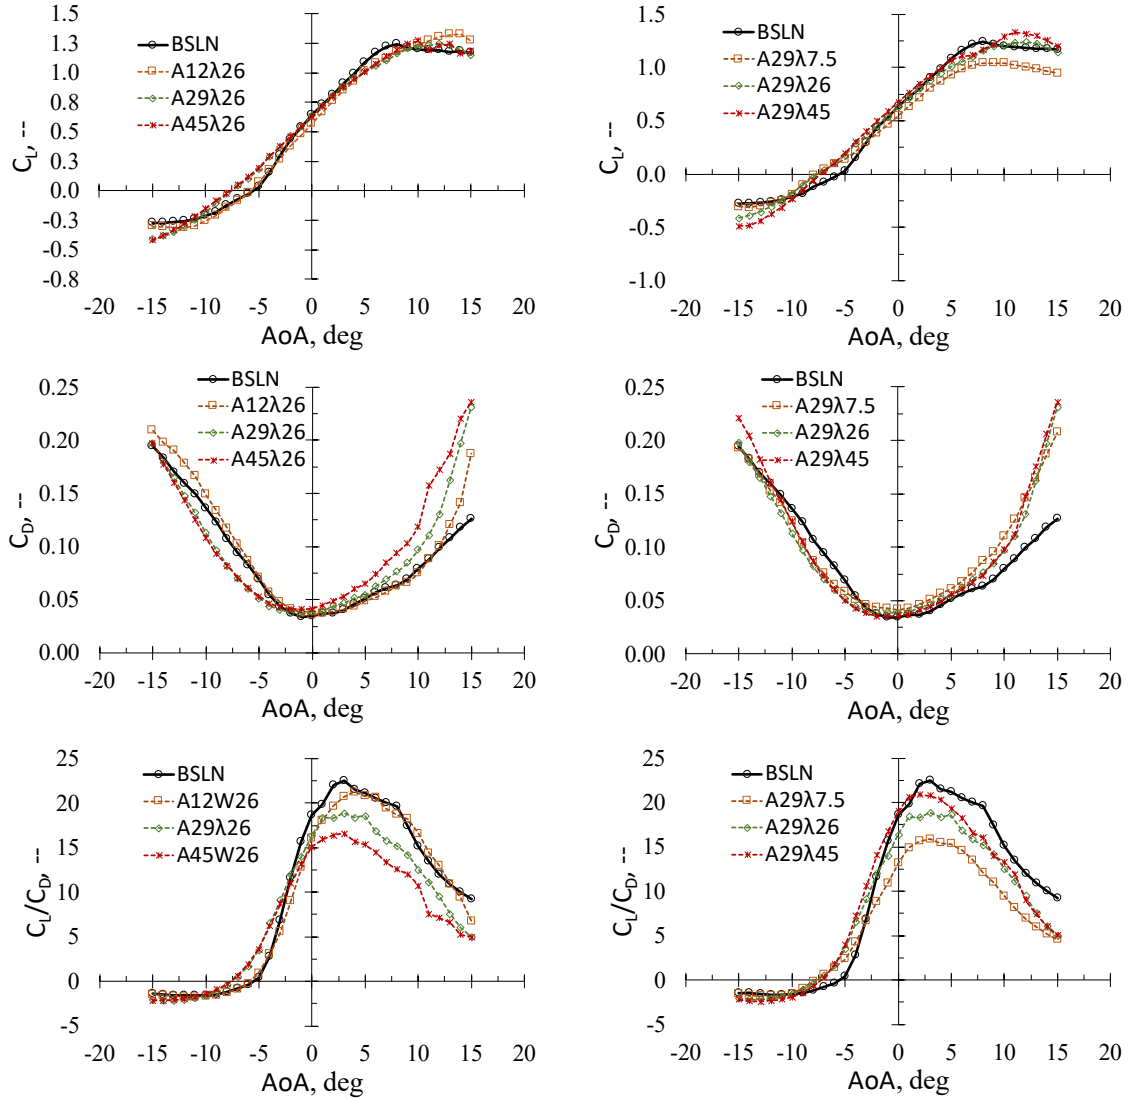 1.5
1.3
1.0
0.8
0.5
0.3
0.0
-0.3
-0.5
-0.8
C_L, --
BSLN
A12λ26
A29λ26
A45λ26
-20 -15 -10 -5 0 5 10 15 20
AoA, deg
1.5
1.0
0.5
0.0
-0.5
-1.0
C_L, --
BSLN
A29λ7.5
A29λ26
A29λ45
-20 -15 -10 -5 0 5 10 15 20
AoA, deg
0.25
0.20
0.15
0.10
0.05
0.00
C_D, --
BSLN
A12λ26
A29λ26
A45λ26
-20 -15 -10 -5 0 5 10 15 20
AoA, deg
0.25
0.20
0.15
0.10
0.05
0.00
C_D, --
BSLN
A29λ7.5
A29λ26
A29λ45
-20 -15 -10 -5 0 5 10 15 20
AoA, deg
25
20
15
10
5
0
-5
C_L/C_D, --
BSLN
A12W26
A29λ26
A45W26
-20 -15 -10 -5 0 5 10 15 20
AoA, deg
25
20
15
10
5
0
-5
C_L/C_D, --
BSLN
A29λ7.5
A29λ26
A29λ45
-20 -15 -10 -5 0 5 10 15 20
AoA, deg